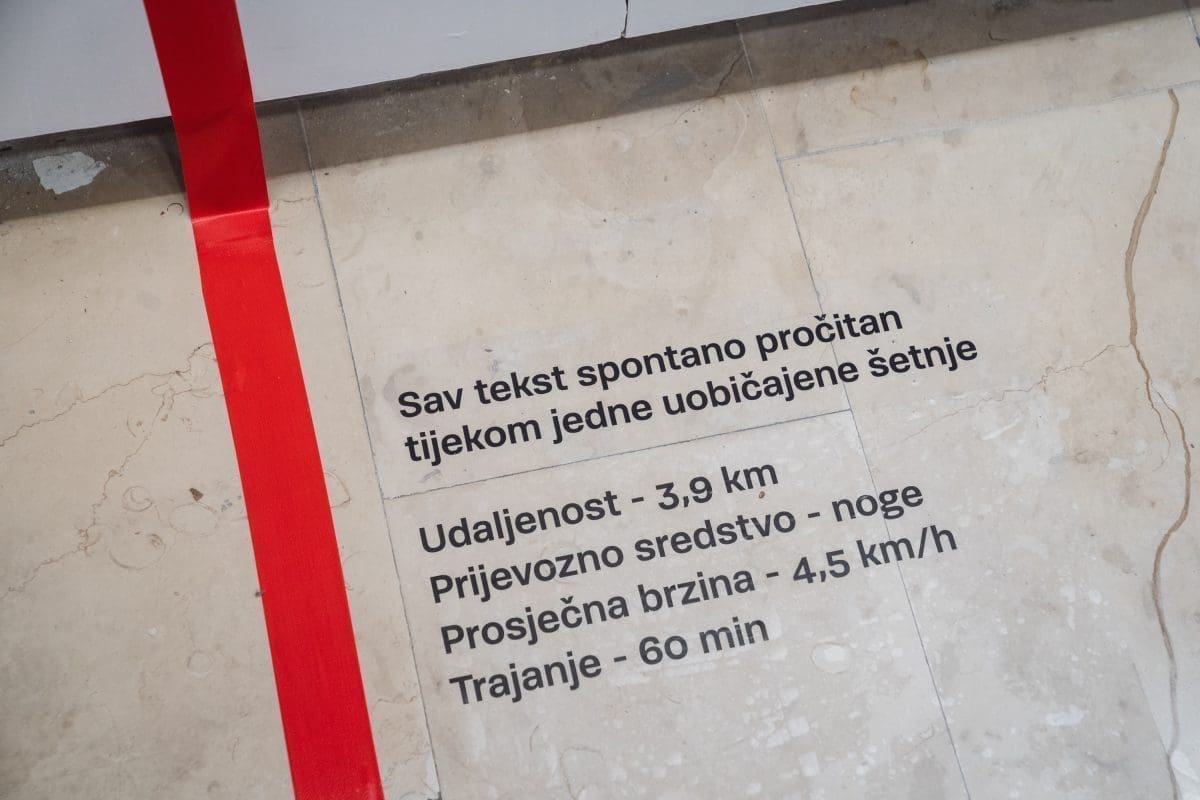 Sav tekst spontano pročitan
tijekom jedne uobičajene šetnje
Udaljenost - 3,9 km
Prijevozno sredstvo - noge
Prosječna brzina - 4,5 km/h
Trajanje - 60 min